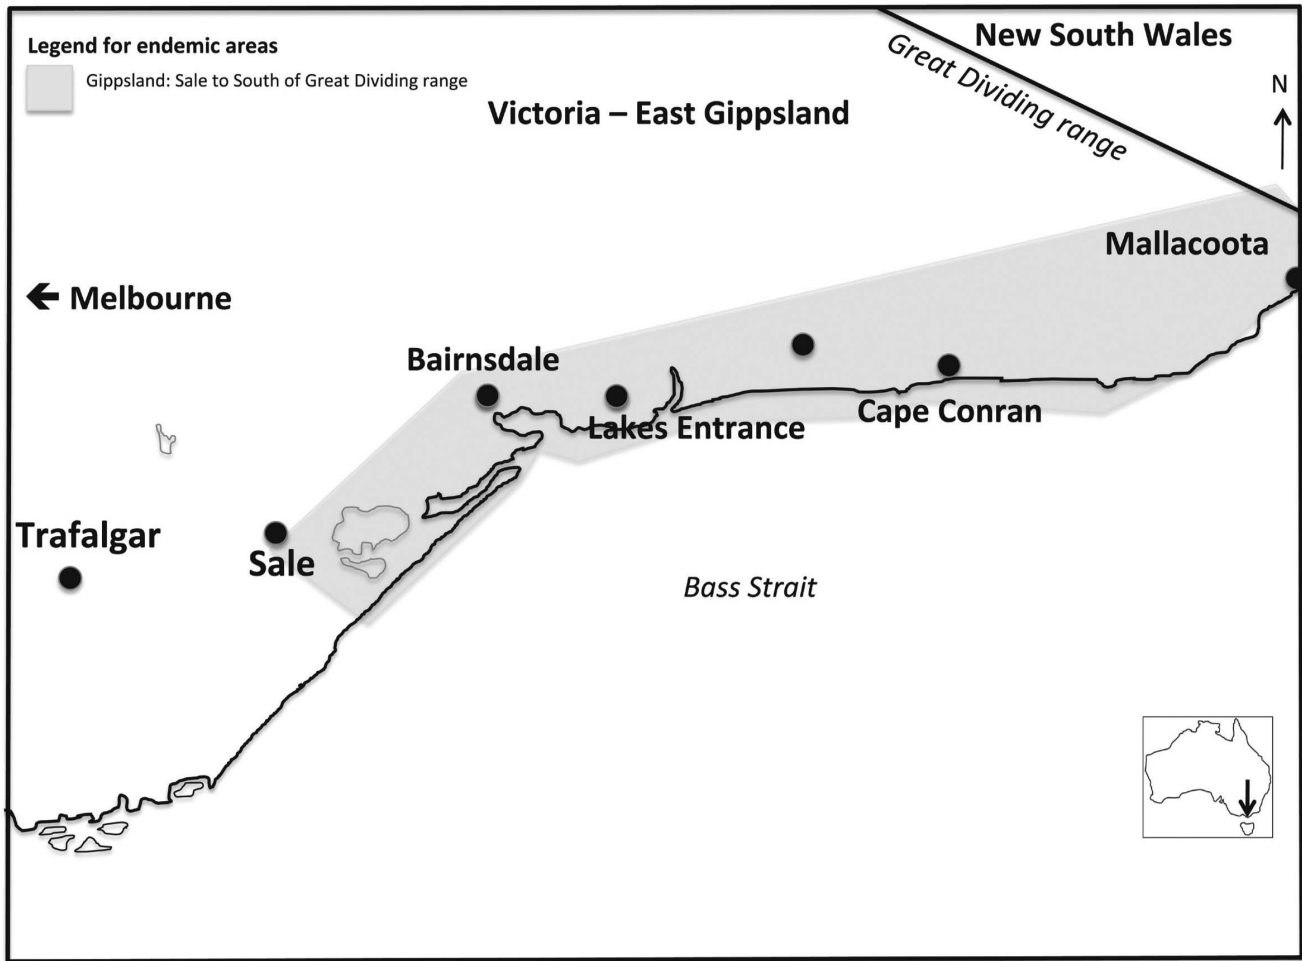 New South Wales
Legend for endemic areas
Great Dividing range
Gippsland: Sale to South of Great Dividing range
N
Victoria – East Gippsland
Mallacoota
Melbourne
Bairnsdale
Cape Conran
Lakes Entrance
Trafalgar
Sale
Bass Strait